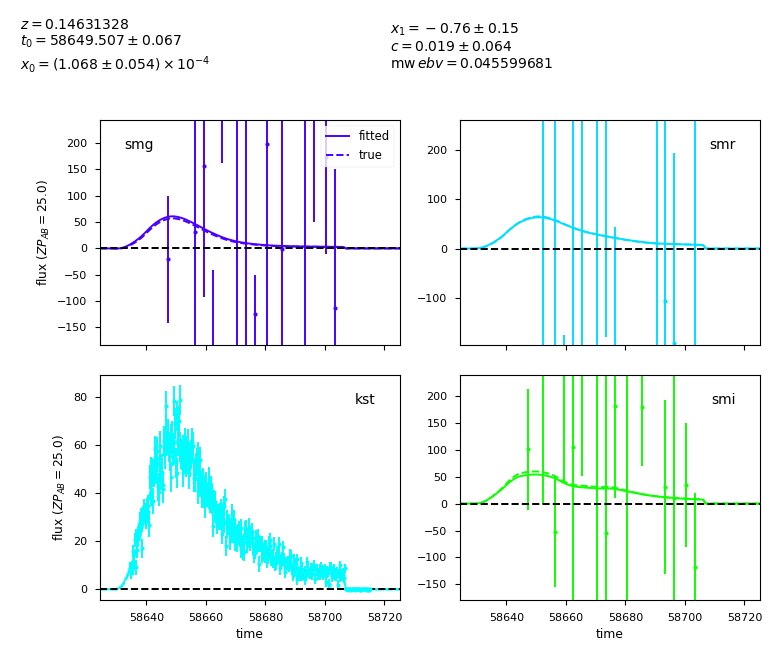 z = 0.14631328
t₀ = 58649.507 ± 0.067
x₀ = (1.068 ± 0.054) × 10⁻⁴
x₁ = −0.76 ± 0.15
c = 0.019 ± 0.064
mwebv = 0.045599681
smg
fitted
true
flux (ZP_AB = 25.0)
200
150
100
50
0
−50
−100
−150
smr
200
100
0
−100
kst
flux (ZP_AB = 25.0)
80
60
40
20
0
58640 58660 58680 58700 58720
time
smi
200
150
100
50
0
−50
−100
−150
58640 58660 58680 58700 58720
time